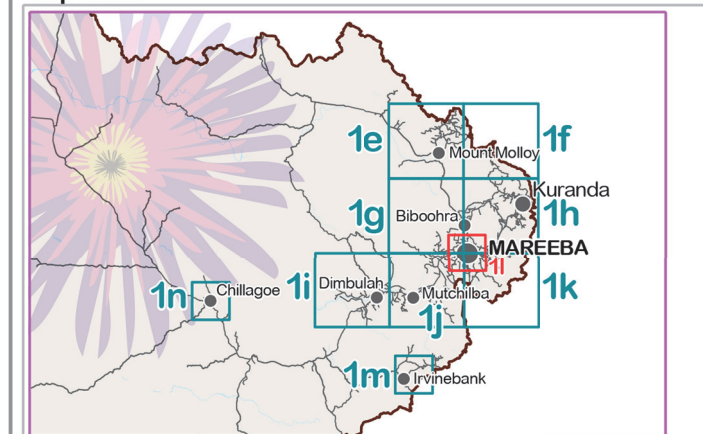 1e
1f
Mount Molloy
Kuranda
1g
Biboohra
1h
MAREEBA
1l
1n
Chillagoe
1i
Dimbulah
Mutchilba
1k
1j
1m
Irvinebank